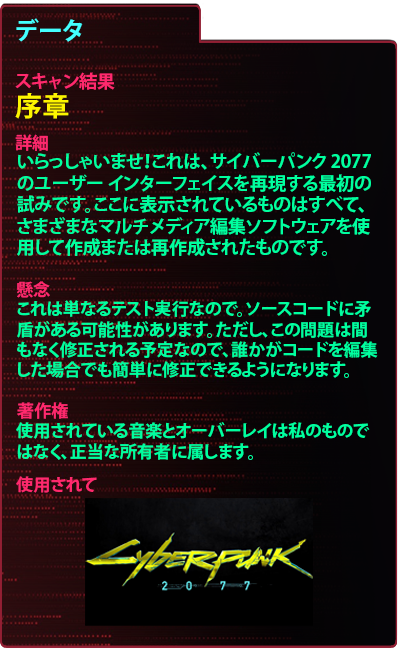 データ
スキャン結果
序章
詳細
いらっしゃいませ!これは、サイバーパンク 2077
のユーザー インターフェイスを再現する最初の
試みです。ここに表示されているものはすべて、
さまざまなマルチメディア編集ソフトウェアを使
用して作成または再作成されたものです。
懸念
これは単なるテスト実行なので。ソースコードに矛
盾がある可能性があります。ただし、この問題は間
もなく修正される予定なので、誰かがコードを編集
した場合でも簡単に修正できるようになります。
著作権
使用されている音楽とオーバーレイは私のもので
はなく、正当な所有者に属します。
使用されて
CYBERPUNK
2077